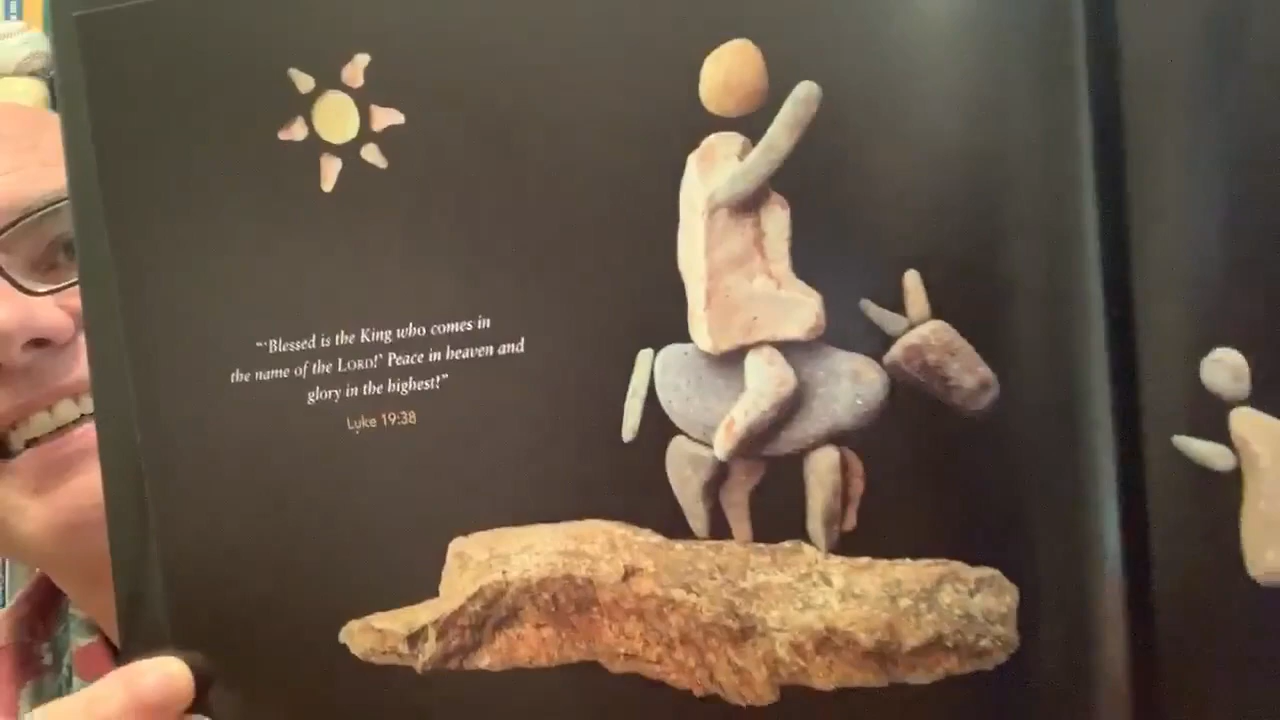 “‘Blessed is the King who comes in
the name of the LORD!’ Peace in heaven and
glory in the highest!”
Luke 19:38